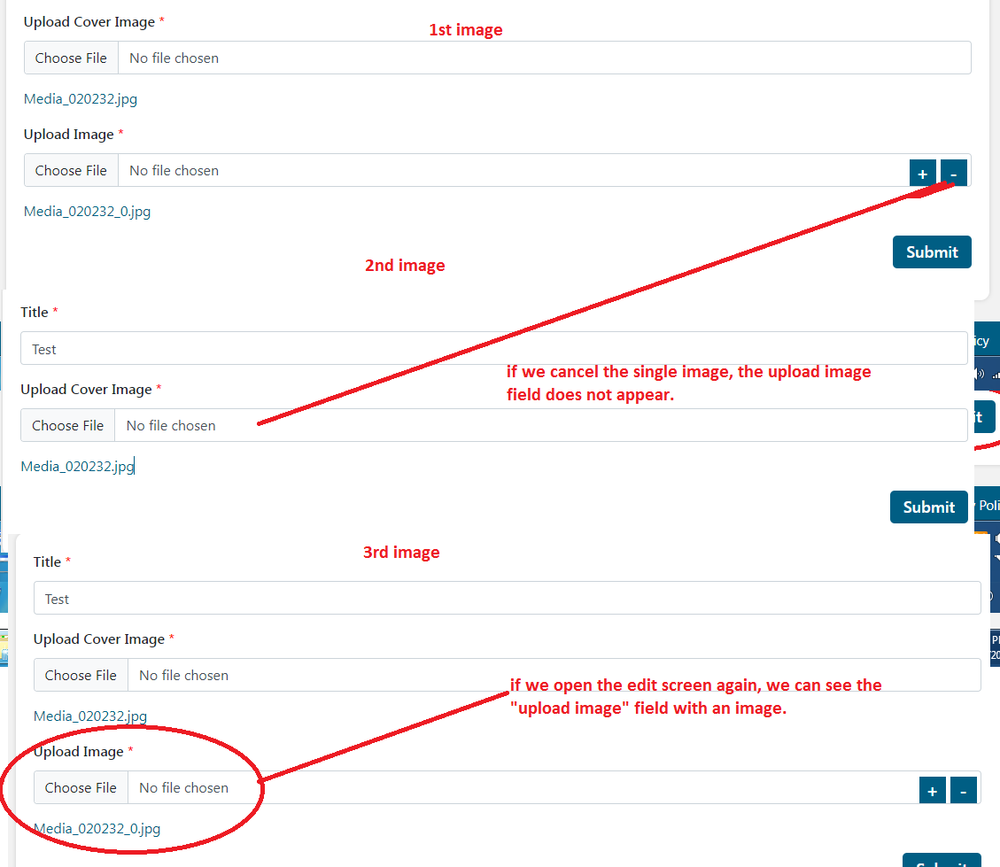 Upload Cover Image *
1st image
Choose File No file chosen
Media_020232.jpg
Upload Image *
Choose File No file chosen + -
Media_020232_0.jpg
Submit
2nd image
Title *
icy
Test
if we cancel the single image, the upload image
field does not appear.
Upload Cover Image *
Choose File No file chosen
it
Media_020232.jpg
Submit
Poli
3rd image
Title *
Test
Upload Cover Image *
Choose File No file chosen
if we open the edit screen again, we can see the
"upload image" field with an image.
Media_020232.jpg
Upload Image *
Choose File No file chosen + -
Media_020232_0.jpg
Submit